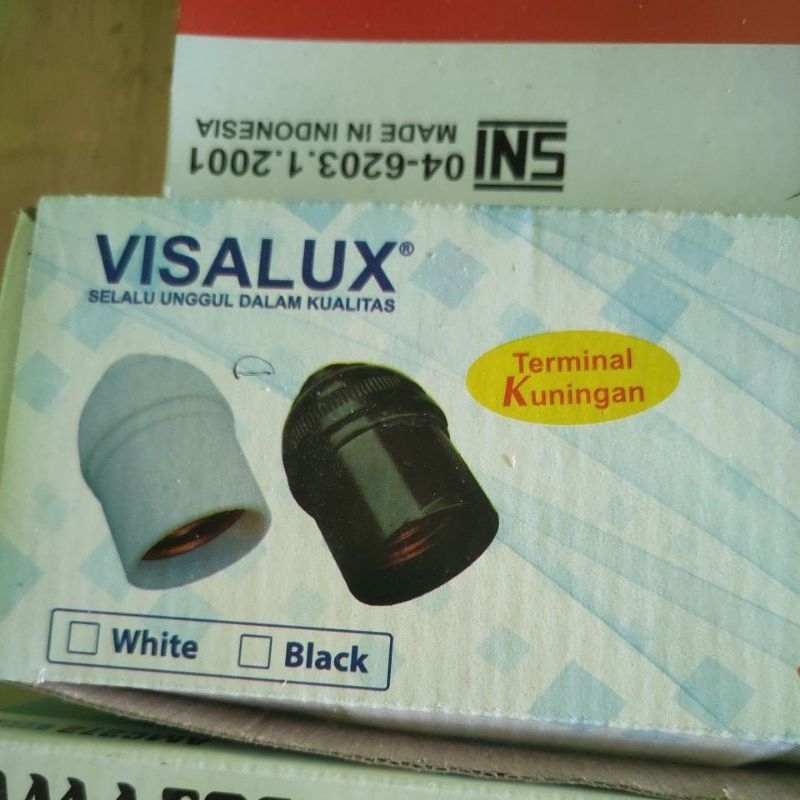 SNI 04-6203.1.2001
MADE IN INDONESIA
VISALUX®
SELALU UNGGUL DALAM KUALITAS
Terminal
Kuningan
White
Black